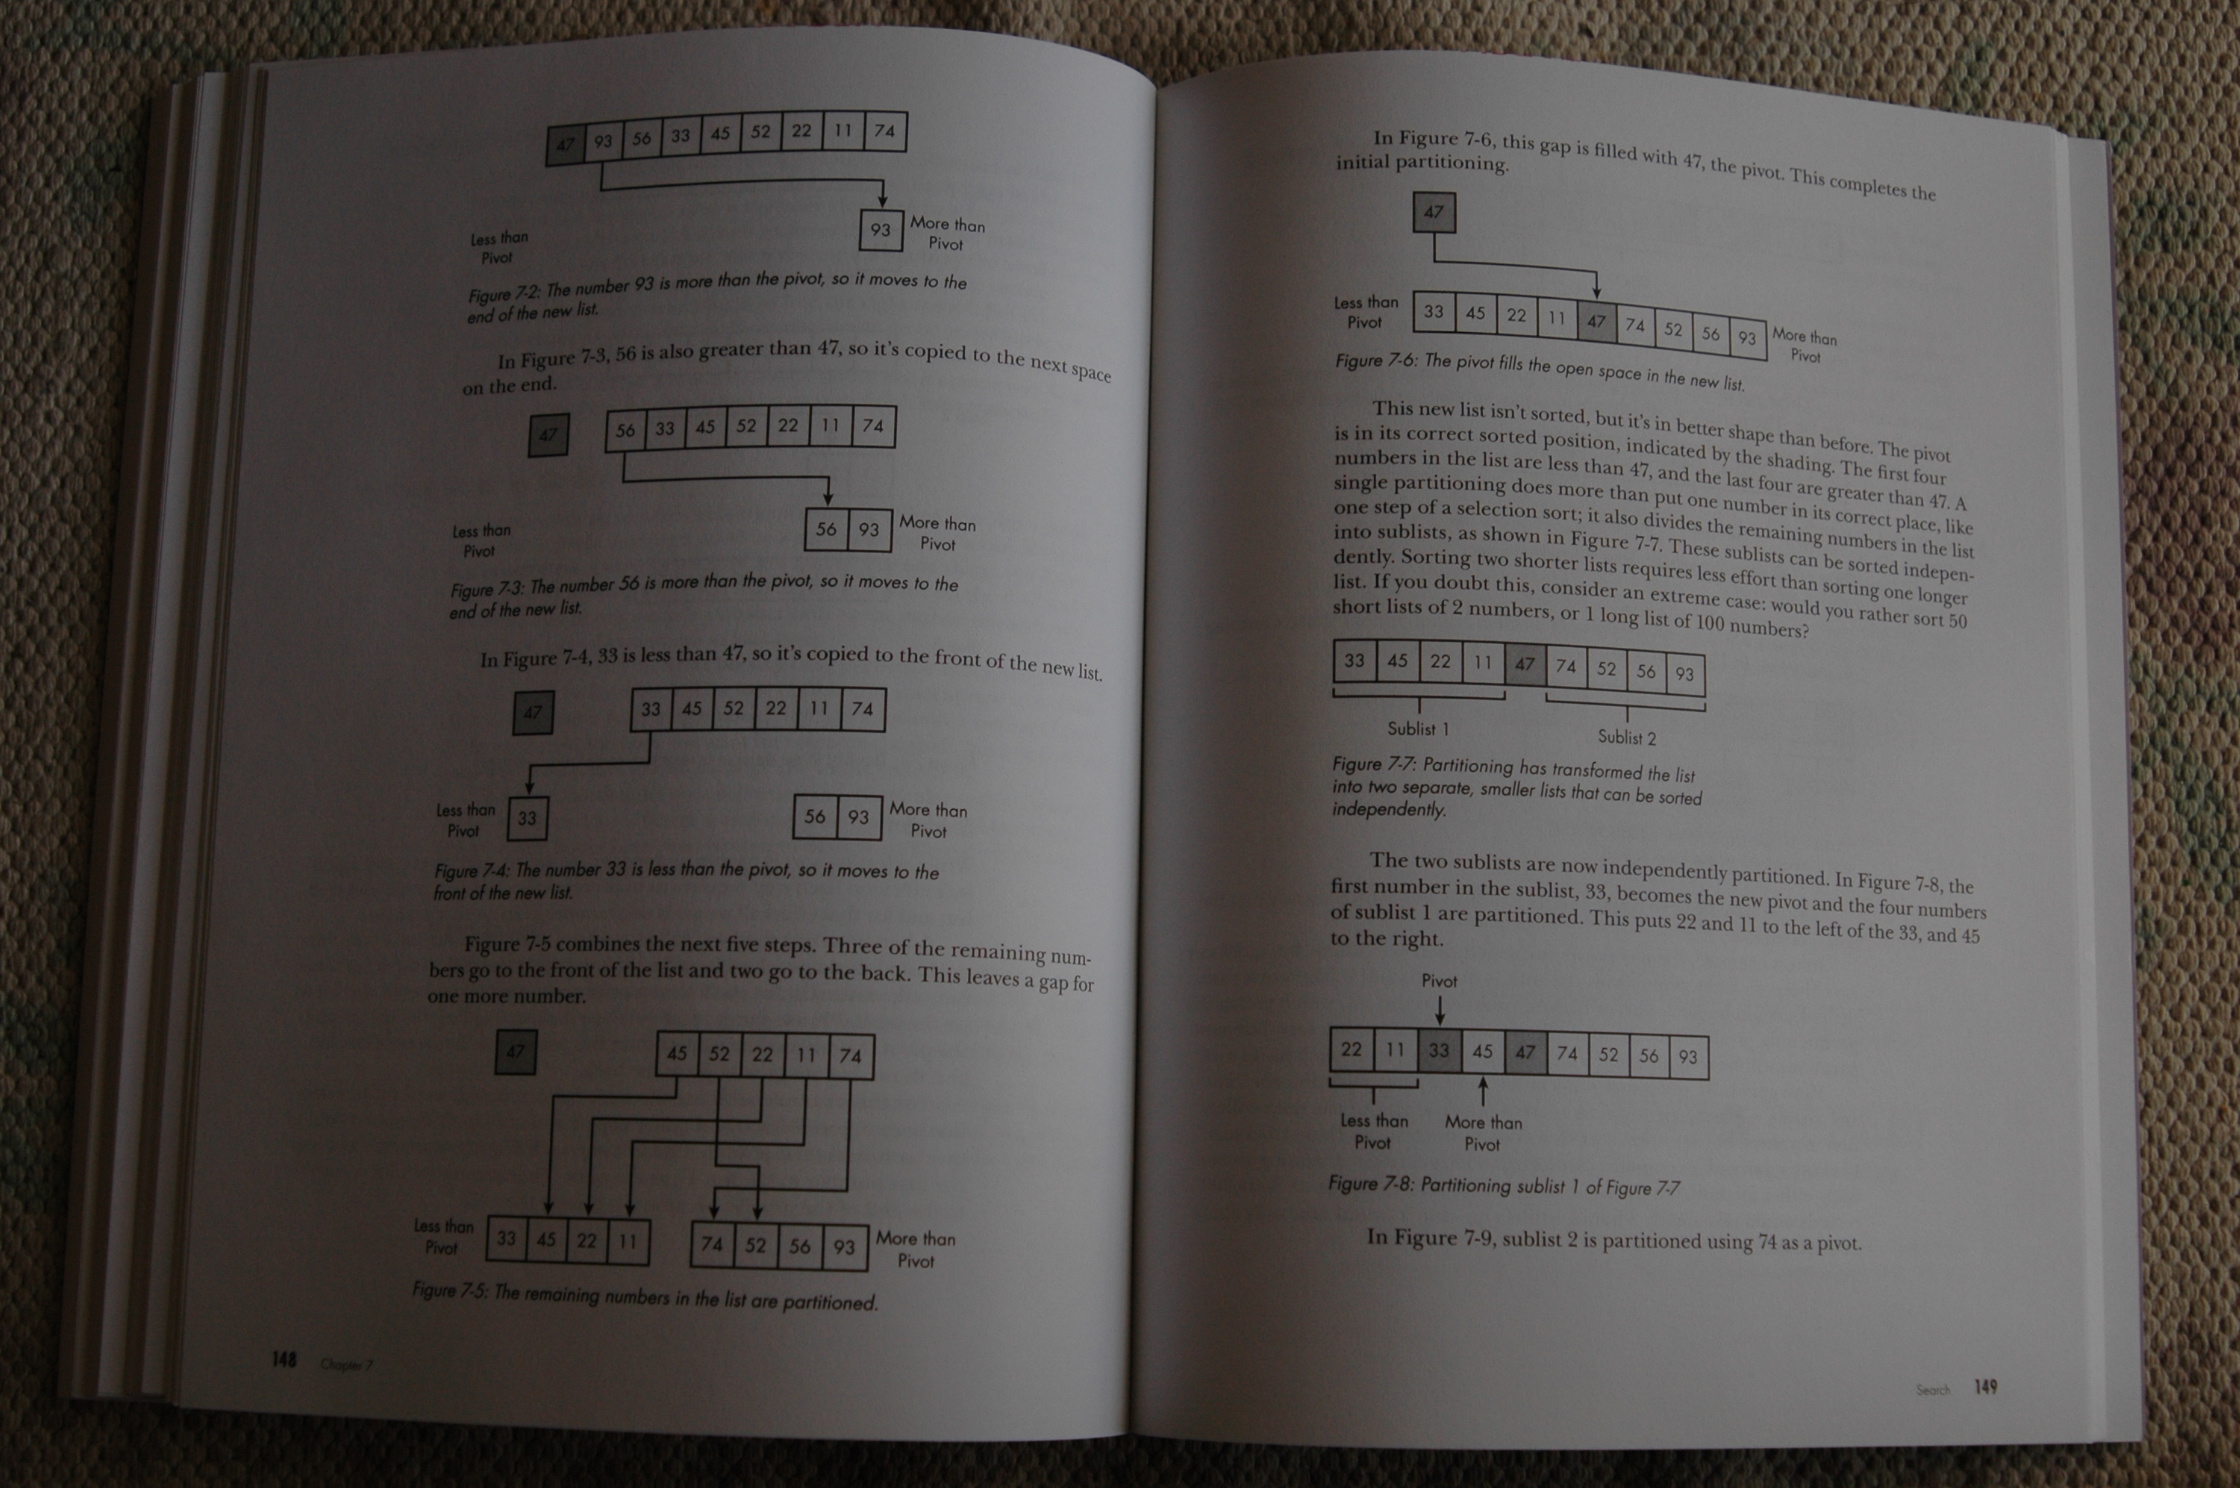 47 93 56 33 45 52 22 11 74
93
More than
Pivot
Less than
Pivot
Figure 7-2: The number 93 is more than the pivot, so it moves to the
end of the new list.
In Figure 7-3, 56 is also greater than 47, so it's copied to the next space
on the end.
47 56 33 45 52 22 11 74
56 93
More than
Pivot
Less than
Pivot
Figure 7-3: The number 56 is more than the pivot, so it moves to the
end of the new list.
In Figure 7-4, 33 is less than 47, so it's copied to the front of the new list.
47 33 45 52 22 11 74
Less than
Pivot
33 56 93
More than
Pivot
Figure 7-4: The number 33 is less than the pivot, so it moves to the
front of the new list.
Figure 7-5 combines the next five steps. Three of the remaining num-
bers go to the front of the list and two go to the back. This leaves a gap for
one more number.
47 45 52 22 11 74
Less than
Pivot
33 45 22 11 74 52 56 93
More than
Pivot
Figure 7-5: The remaining numbers in the list are partitioned.
148 Chapter 7
In Figure 7-6, this gap is filled with 47, the pivot. This completes the
initial partitioning.
47
Less than
Pivot
33 45 22 11 47 74 52 56 93
More than
Pivot
Figure 7-6: The pivot fills the open space in the new list.
This new list isn't sorted, but it's in better shape than before. The pivot
is in its correct sorted position, indicated by the shading. The first four
numbers in the list are less than 47, and the last four are greater than 47. A
single partitioning does more than put one number in its correct place, like
one step of a selection sort; it also divides the remaining numbers in the list
into sublists, as shown in Figure 7-7. These sublists can be sorted indepen-
dently. Sorting two shorter lists requires less effort than sorting one longer
list. If you doubt this, consider an extreme case: would you rather sort 50
short lists of 2 numbers, or 1 long list of 100 numbers?
33 45 22 11 47 74 52 56 93
Sublist 1 Sublist 2
Figure 7-7: Partitioning has transformed the list
into two separate, smaller lists that can be sorted
independently.
The two sublists are now independently partitioned. In Figure 7-8, the
first number in the sublist, 33, becomes the new pivot and the four numbers
of sublist 1 are partitioned. This puts 22 and 11 to the left of the 33, and 45
to the right.
Pivot
22 11 33 45 47 74 52 56 93
Less than
Pivot
More than
Pivot
Figure 7-8: Partitioning sublist 1 of Figure 7-7
In Figure 7-9, sublist 2 is partitioned using 74 as a pivot.
Search 149